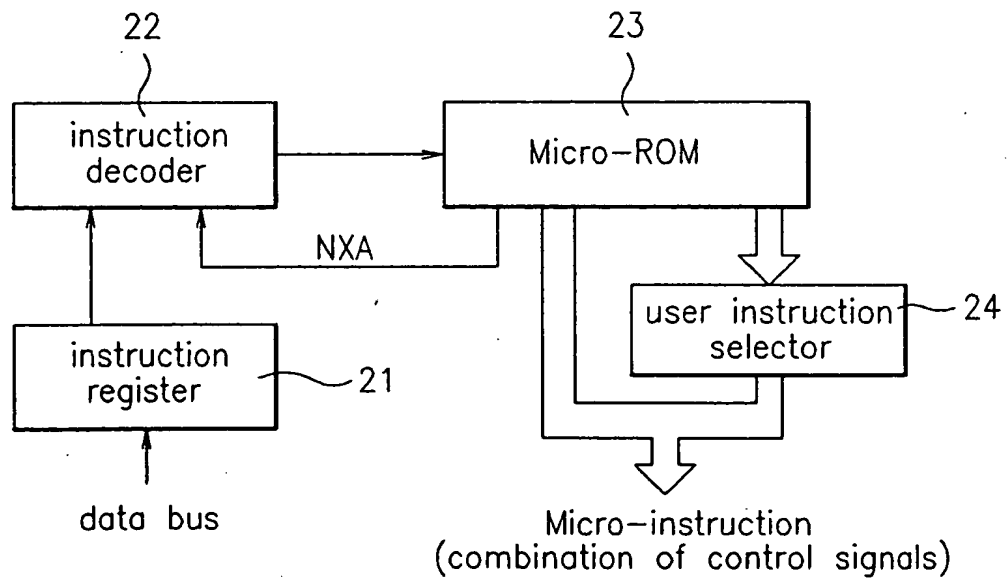 22
23
instruction
decoder
Micro-ROM
NXA
user instruction
selector
24
instruction
register
21
data bus
Micro-instruction
(combination of control signals)